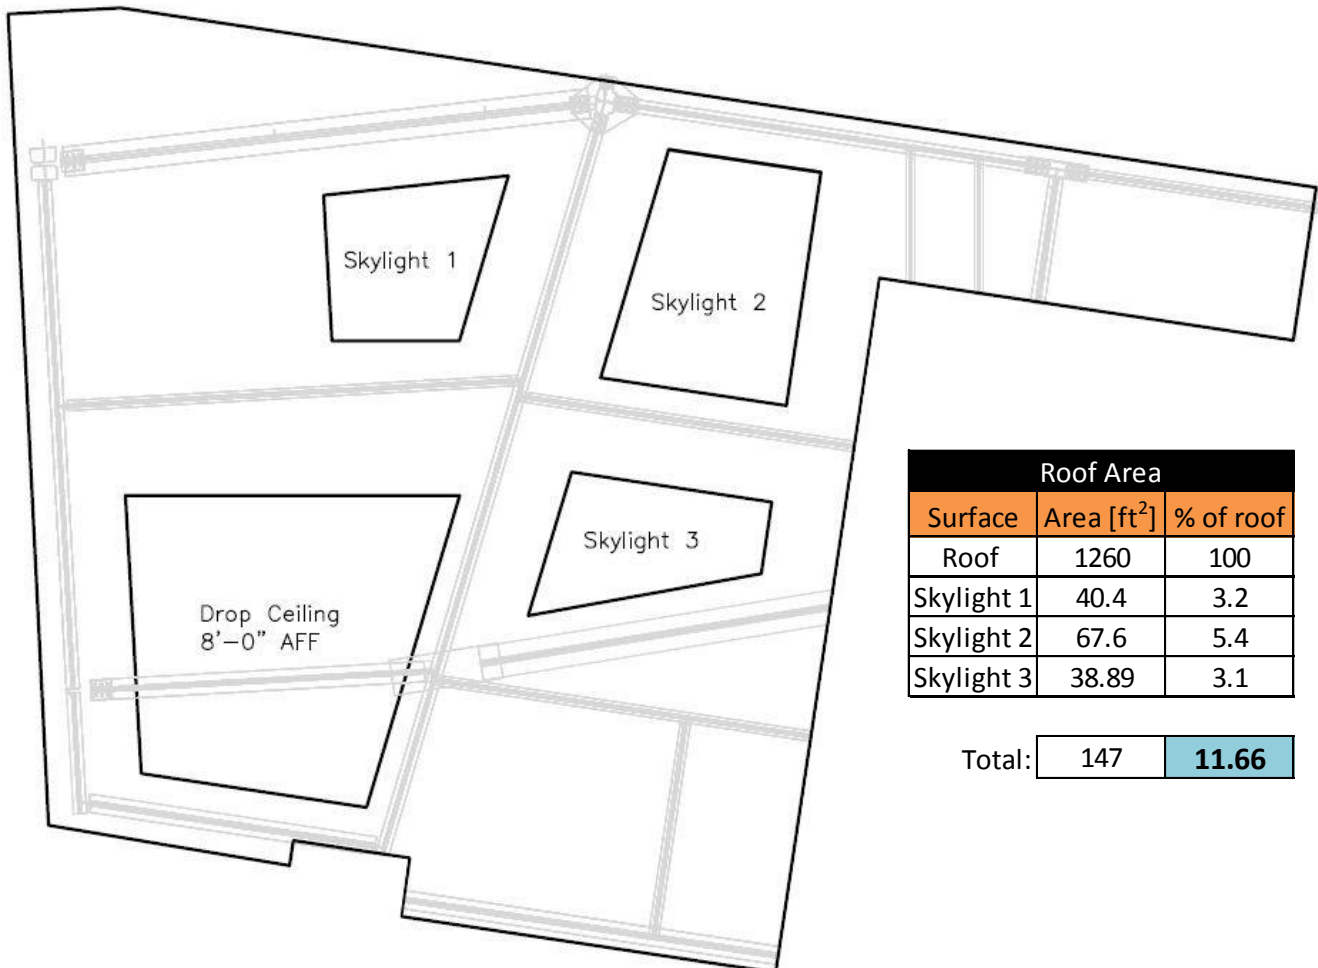 Skylight 1
Skylight 2
Skylight 3
Drop Ceiling
8'-0" AFF
Roof Area
Surface Area [ft²] % of roof
Roof 1260 100
Skylight 1 40.4 3.2
Skylight 2 67.6 5.4
Skylight 3 38.89 3.1
Total: 147 11.66